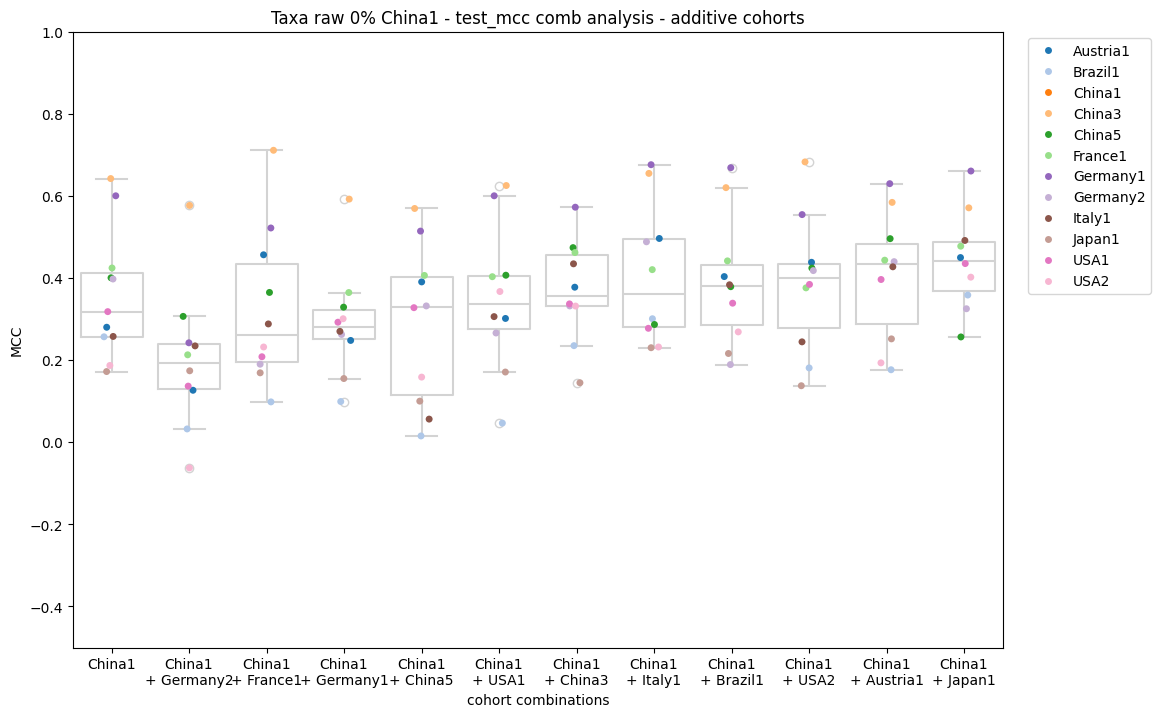 Taxa raw 0% China1 - test_mcc comb analysis - additive cohorts
MCC
1.0
0.8
0.6
0.4
0.2
0.0
−0.2
−0.4
China1
China1
+ Germany2
China1
+ France1
China1
+ Germany1
China1
+ China5
China1
+ USA1
China1
+ China3
China1
+ Italy1
China1
+ Brazil1
China1
+ USA2
China1
+ Austria1
China1
+ Japan1
cohort combinations
Austria1
Brazil1
China1
China3
China5
France1
Germany1
Germany2
Italy1
Japan1
USA1
USA2